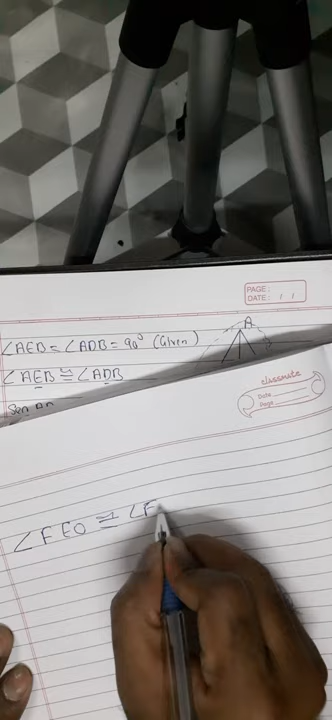 PAGE:
DATE: / /
∠AEB = ∠ADB = 90° (Given)
A
∠AEB ≅ ∠ADB
classmate
Date
Page
∠FEO ≅ ∠F